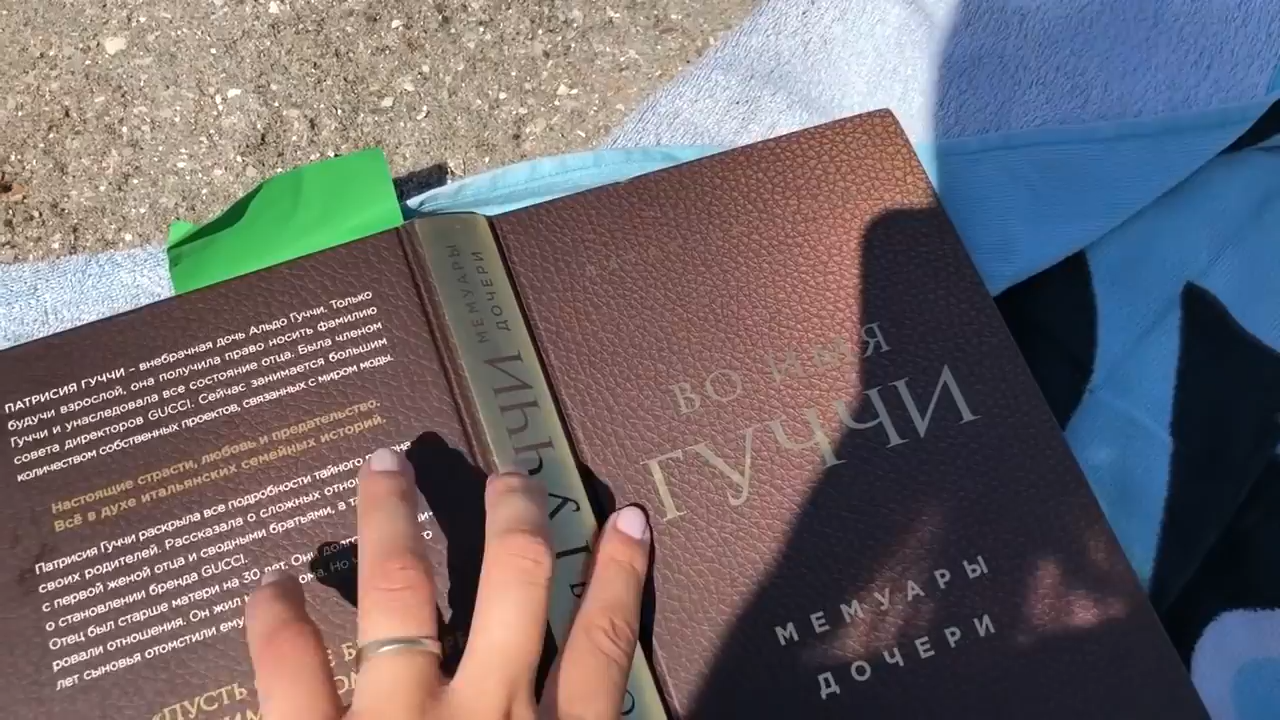 ПАТРИСИЯ ГУЧЧИ – внебрачная дочь Альдо Гуччи. Только
будучи взрослой, она получила право носить фамилию
Гуччи и унаследовала все состояние отца. Была членом
совета директоров GUCCI. Сейчас занимается большим
количеством собственных проектов, связанных с миром моды.
Настоящие страсти, любовь и предательство.
Всё в духе итальянских семейных историй.
Патрисия Гуччи раскрыла все подробности тайного
своих родителей. Рассказала о сложных
с первой женой отца и сводными братьями, а
о становлении бренда GUCCI.
Отец был старше матери на 30 лет. Они
ровали отношения. Он жил Но
лет сыновья отомстили ему
«ПУСТЬ
МЕМУАРЫ
ДОЧЕРИ
ГУЧЧИ
ВО ИМЯ
ГУЧЧИ
МЕМУАРЫ
ДОЧЕРИ